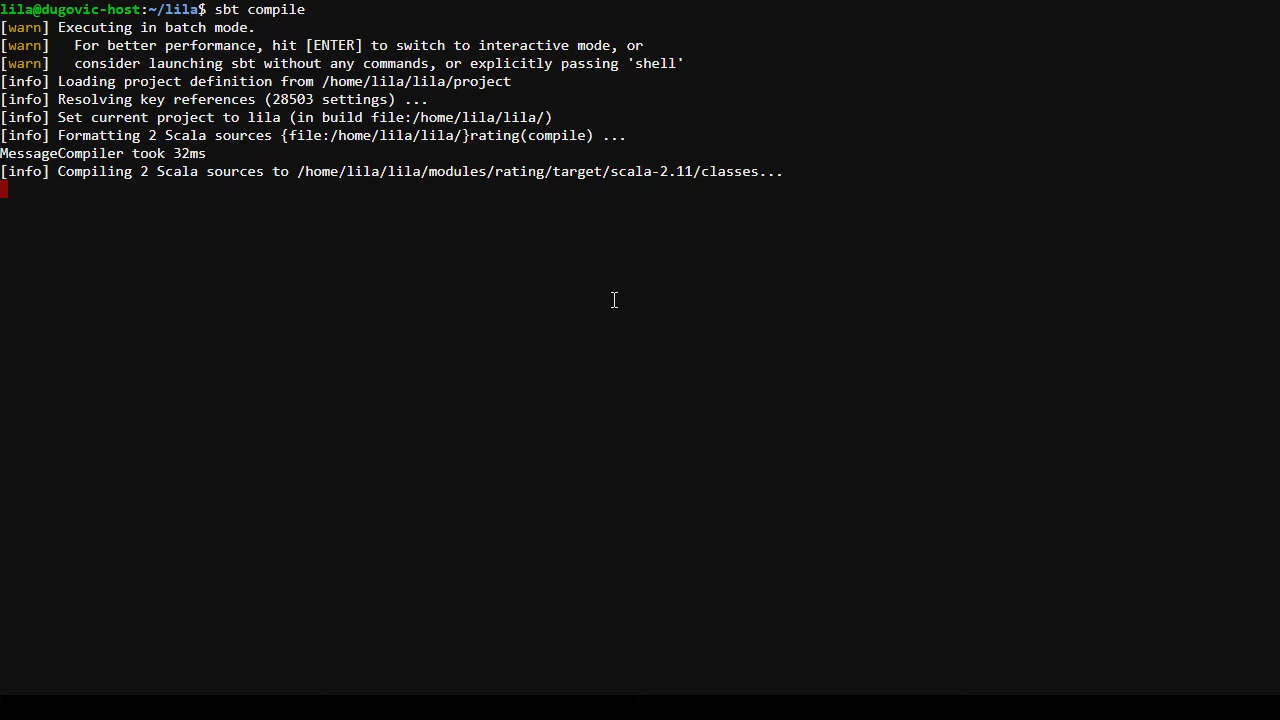 lila@dugovic-host:~/lila$ sbt compile
[warn] Executing in batch mode.
[warn]   For better performance, hit [ENTER] to switch to interactive mode, or
[warn]   consider launching sbt without any commands, or explicitly passing 'shell'
[info] Loading project definition from /home/lila/lila/project
[info] Resolving key references (28503 settings) ...
[info] Set current project to lila (in build file:/home/lila/lila/)
[info] Formatting 2 Scala sources {file:/home/lila/lila/}rating(compile) ...
MessageCompiler took 32ms
[info] Compiling 2 Scala sources to /home/lila/lila/modules/rating/target/scala-2.11/classes...